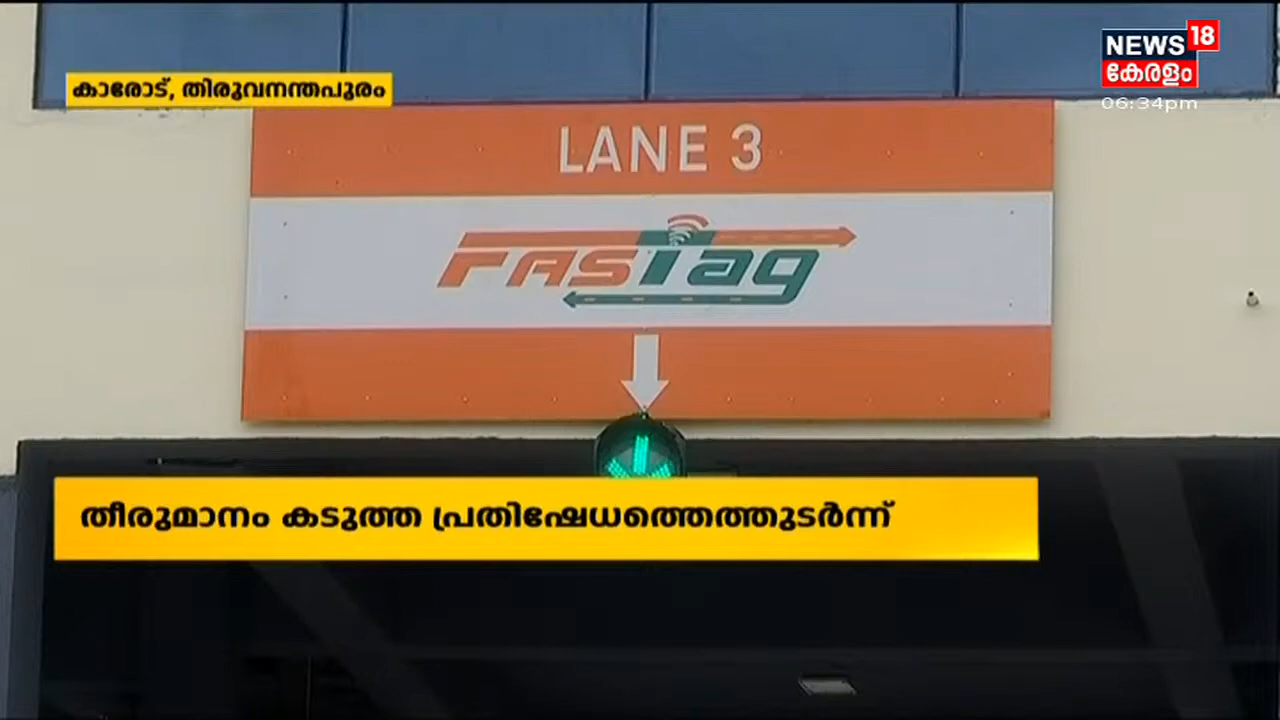 കാരോട്, തിരുവനന്തപുരം
NEWS 18
കേരളം
06:34pm
LANE 3
FASTag
തീരുമാനം കടുത്ത പ്രതിഷേധത്തെത്തുടർന്ന്